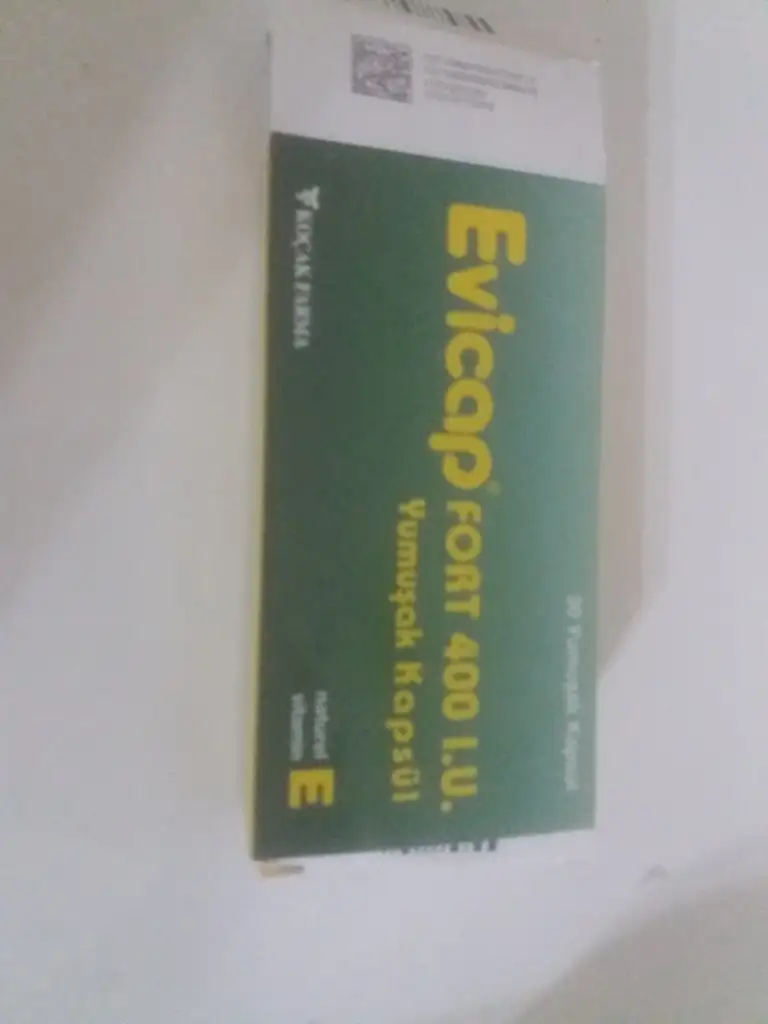 30 Yumuşak Kapsül
Evicap® FORT 400 I.U.
Yumuşak Kapsül
KOÇAK FARMA
natural
vitamin
E